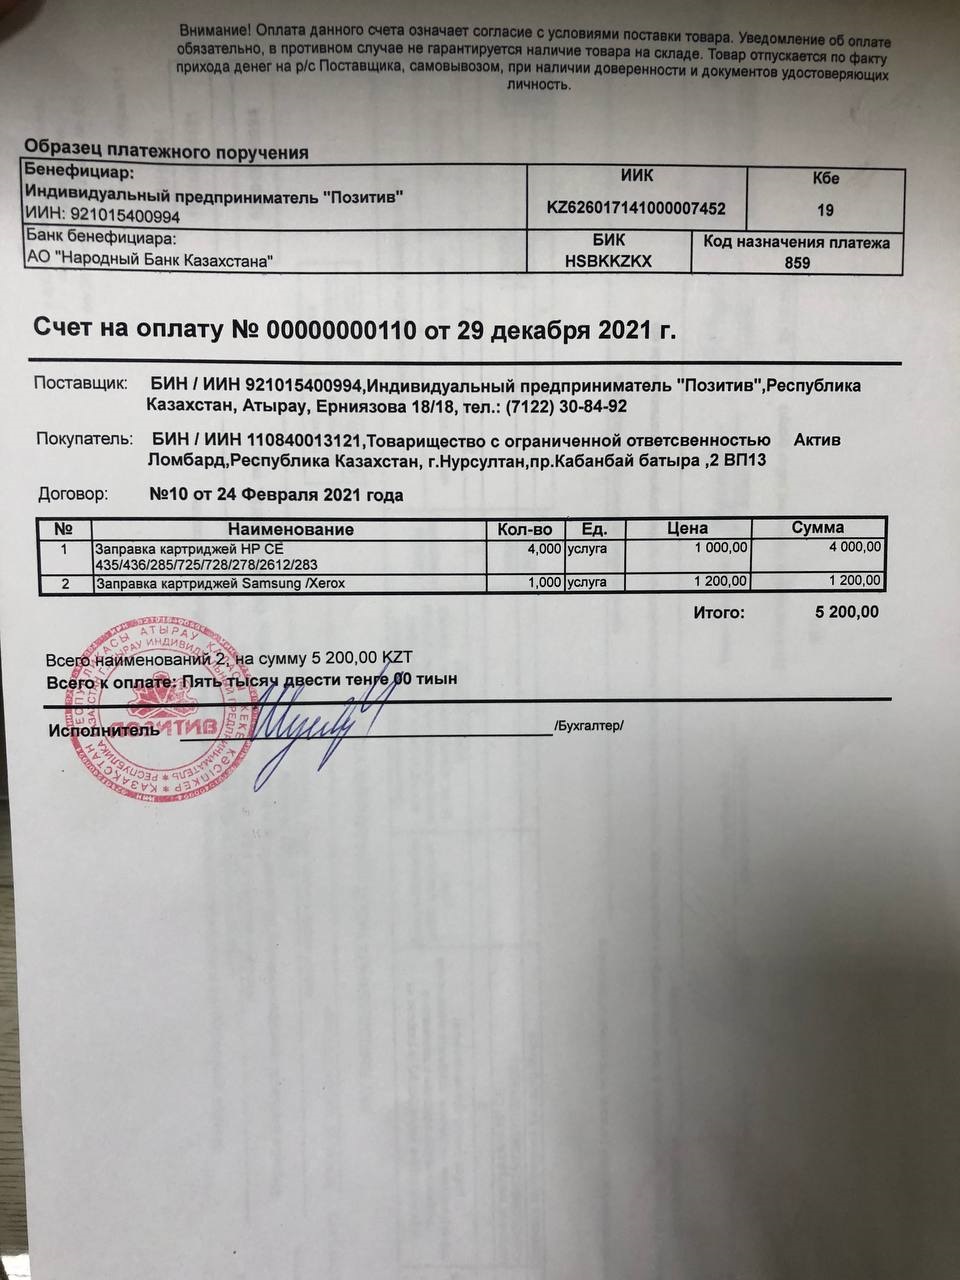 Внимание! Оплата данного счета означает согласие с условиями поставки товара. Уведомление об оплате
обязательно, в противном случае не гарантируется наличие товара на складе. Товар отпускается по факту
прихода денег на р/с Поставщика, самовывозом, при наличии доверенности и документов удостоверяющих
личность.
Образец платежного поручения
Бенефициар: ИИК Кбе
Индивидуальный предприниматель "Позитив"
ИИН: 921015400994 KZ626017141000007452 19
Банк бенефициара: БИК Код назначения платежа
АО "Народный Банк Казахстана" HSBKKZKX 859
Счет на оплату № 00000000110 от 29 декабря 2021 г.
Поставщик: БИН / ИИН 921015400994,Индивидуальный предприниматель "Позитив",Республика
Казахстан, Атырау, Ерниязова 18/18, тел.: (7122) 30-84-92
Покупатель: БИН / ИИН 110840013121,Товарищество с ограниченной ответсвенностью Актив
Ломбард,Республика Казахстан, г.Нурсултан,пр.Кабанбай батыра ,2 ВП13
Договор: №10 от 24 Февраля 2021 года
№ Наименование Кол-во Ед. Цена Сумма
1 Заправка картриджей HP CE 4,000 услуга 1 000,00 4 000,00
435/436/285/725/728/278/2612/283
2 Заправка картриджей Samsung /Xerox 1,000 услуга 1 200,00 1 200,00
Итого: 5 200,00
Всего наименований 2, на сумму 5 200,00 KZT
Всего к оплате: Пять тысяч двести тенге 00 тиын
Исполнитель /Бухгалтер/
ПОЗИТИВ